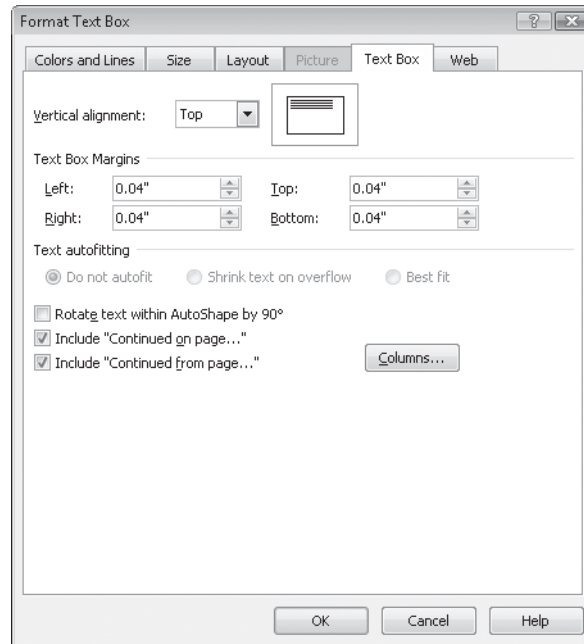 Format Text Box
Colors and Lines Size Layout Picture Text Box Web
Vertical alignment: Top
Text Box Margins
Left: 0.04" Top: 0.04"
Right: 0.04" Bottom: 0.04"
Text autofitting
Do not autofit Shrink text on overflow Best fit
Rotate text within AutoShape by 90°
Include "Continued on page..."
Include "Continued from page..." Columns...
OK Cancel Help